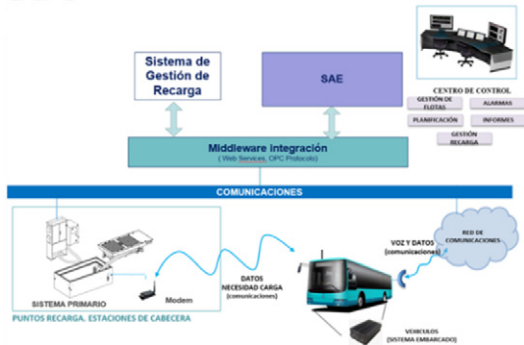 Sistema de
Gestión de
Recarga
SAE
CENTRO DE CONTROL
GESTIÓN DE
FLOTAS
ALARMAS
PLANIFICACIÓN
INFORMES
GESTIÓN
RECARGA
Middleware integración
( Web Services, OPC Protocolo)
COMUNICACIONES
RED DE
COMUNICACIONES
VOZ Y DATOS
(comunicaciones)
DATOS
NECESIDAD CARGA
(comunicaciones)
SISTEMA PRIMARIO
Modem
PUNTOS RECARGA. ESTACIONES DE CABECERA
VEHICULOS
(SISTEMA EMBARCADO)